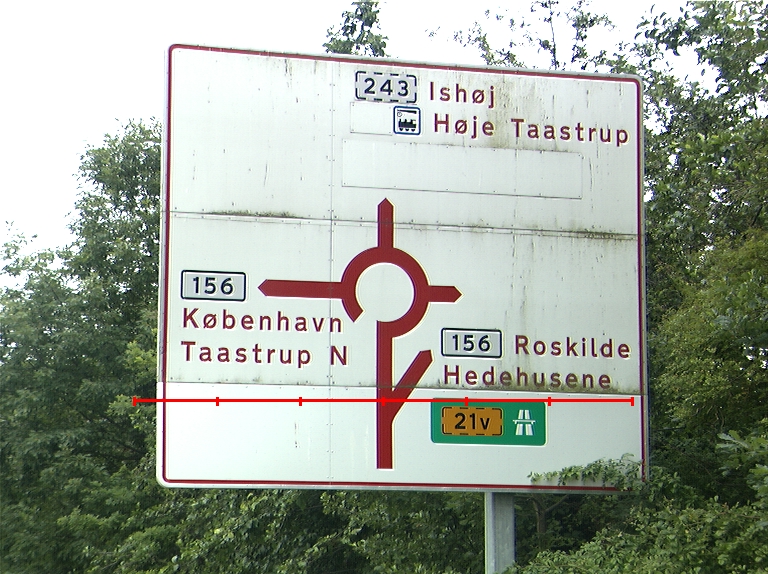 243 Ishøj
Høje Taastrup
156
København
Taastrup N
156 Roskilde
Hedehusene
21v